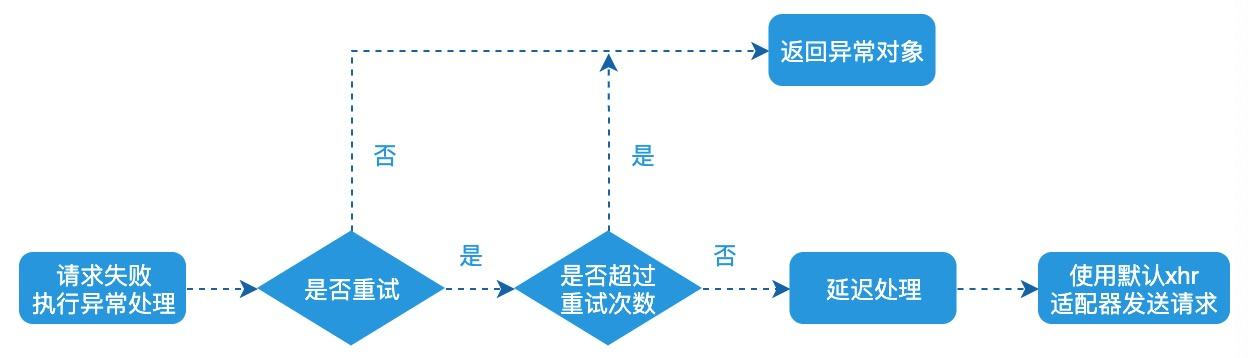 返回异常对象
否
是
请求失败
执行异常处理
是否重试
是
是否超过
重试次数
否
延迟处理
使用默认xhr
适配器发送请求